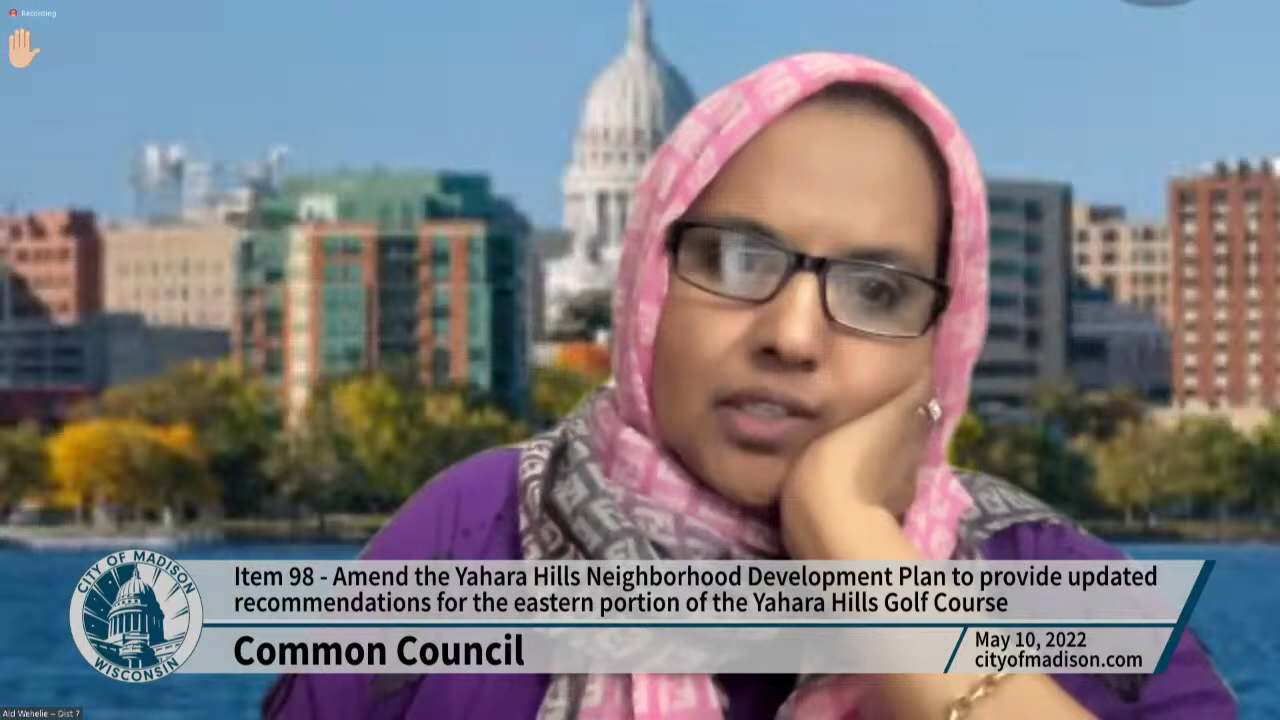 Recording
CITY OF MADISON
WISCONSIN
Item 98 - Amend the Yahara Hills Neighborhood Development Plan to provide updated
recommendations for the eastern portion of the Yahara Hills Golf Course
Common Council
May 10, 2022
cityofmadison.com
Ald Wehelie – Dist 7